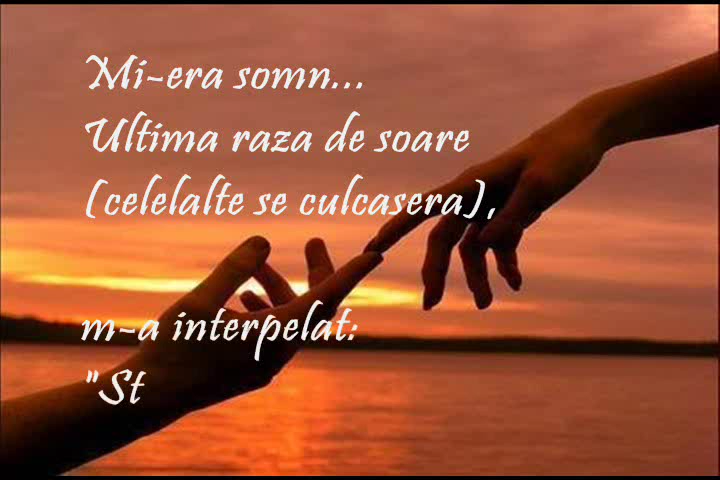 Mi-era somn...
Ultima raza de soare
(celelalte se culcasera),
m-a interpelat:
"St